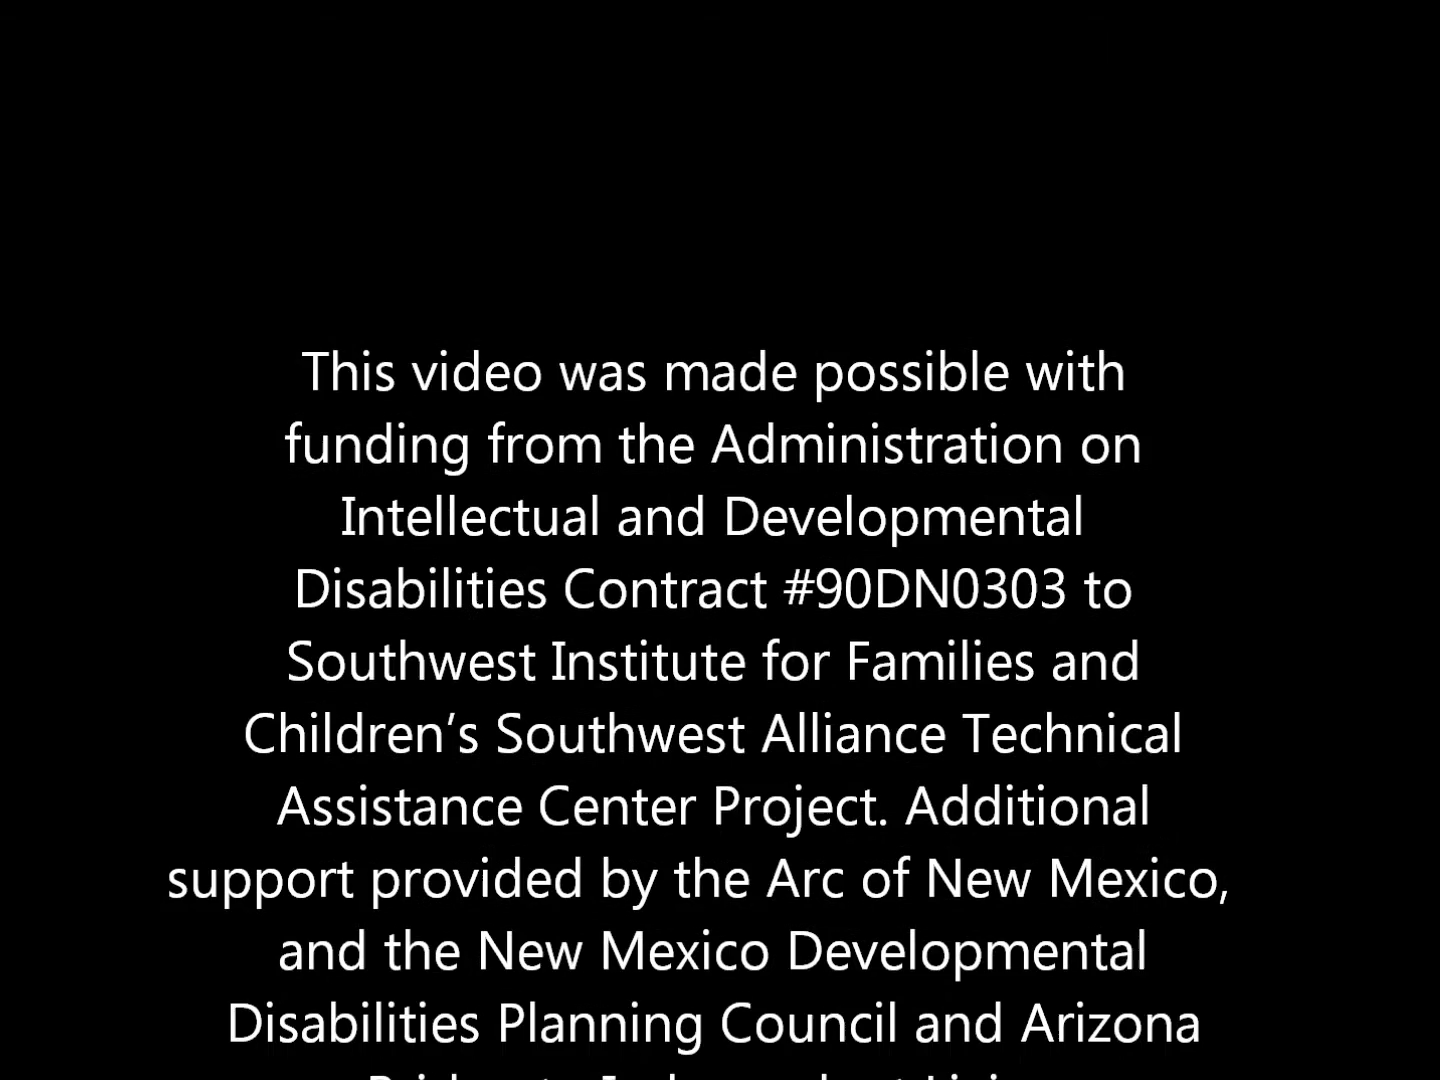 This video was made possible with
funding from the Administration on
Intellectual and Developmental
Disabilities Contract #90DN0303 to
Southwest Institute for Families and
Children’s Southwest Alliance Technical
Assistance Center Project. Additional
support provided by the Arc of New Mexico,
and the New Mexico Developmental
Disabilities Planning Council and Arizona